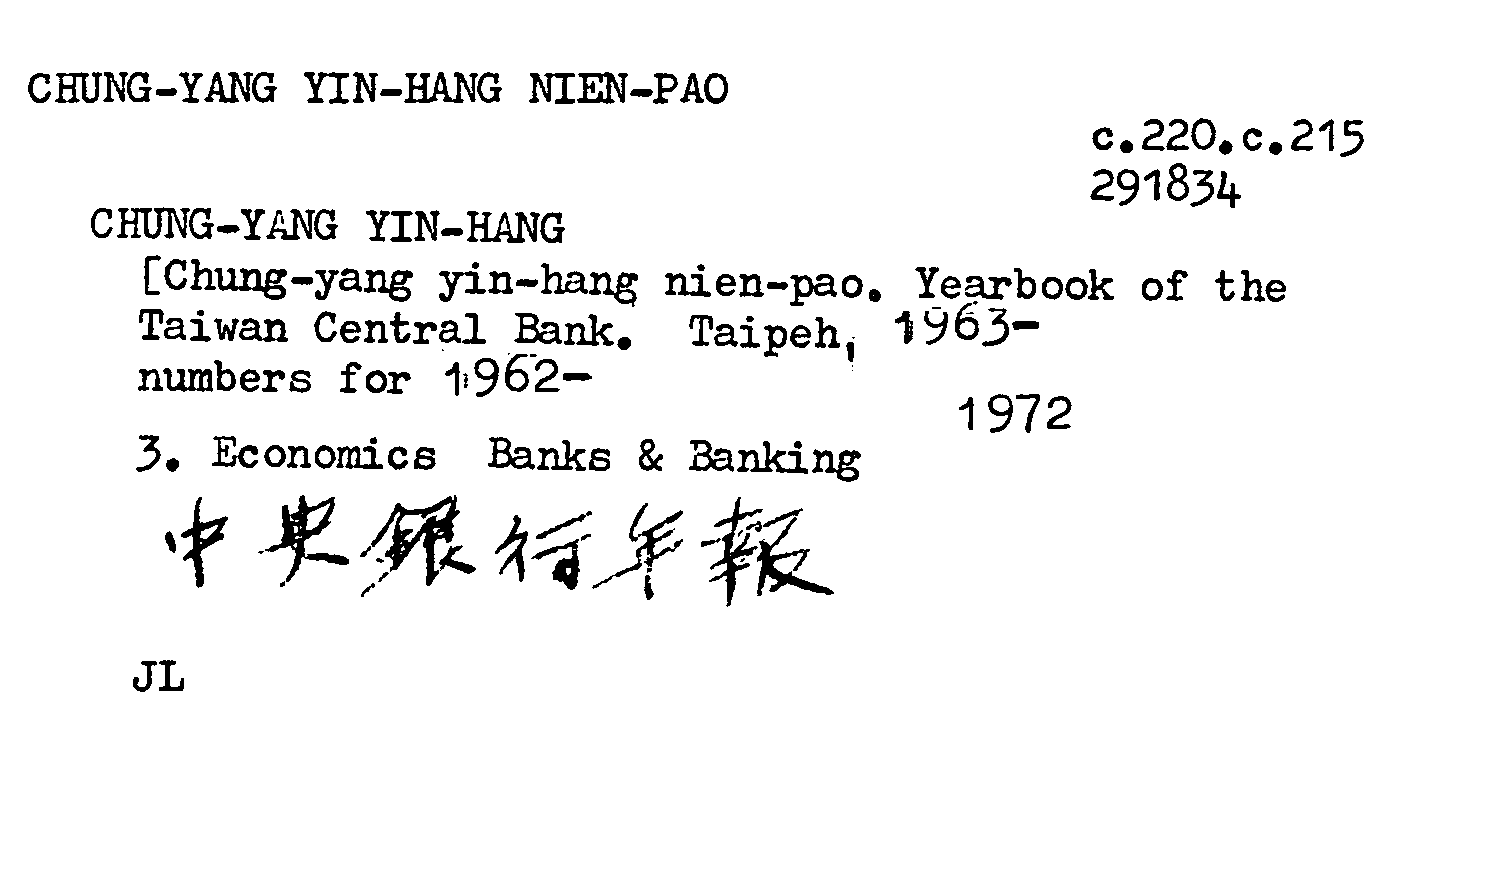 CHUNG-YANG YIN-HANG NIEN-PAO
c.220.c.215
291834
CHUNG-YANG YIN-HANG
[Chung-yang yin-hang nien-pao. Yearbook of the
Taiwan Central Bank. Taipeh, 1963-
numbers for 1962-
1972
3. Economics Banks & Banking
中央銀行年報
JL